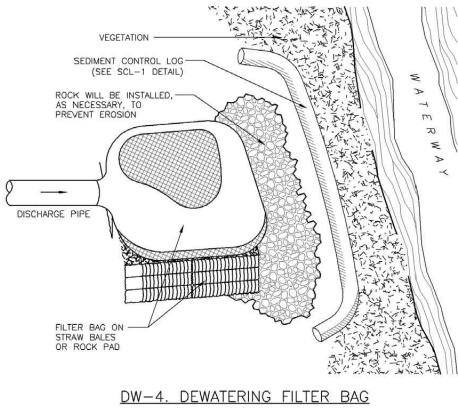 VEGETATION
SEDIMENT CONTROL LOG
(SEE SCL-1 DETAIL)
ROCK WILL BE INSTALLED,
AS NECESSARY, TO
PREVENT EROSION
WATERWAY
DISCHARGE PIPE
FILTER BAG ON
STRAW BALES
OR ROCK PAD
DW-4. DEWATERING FILTER BAG